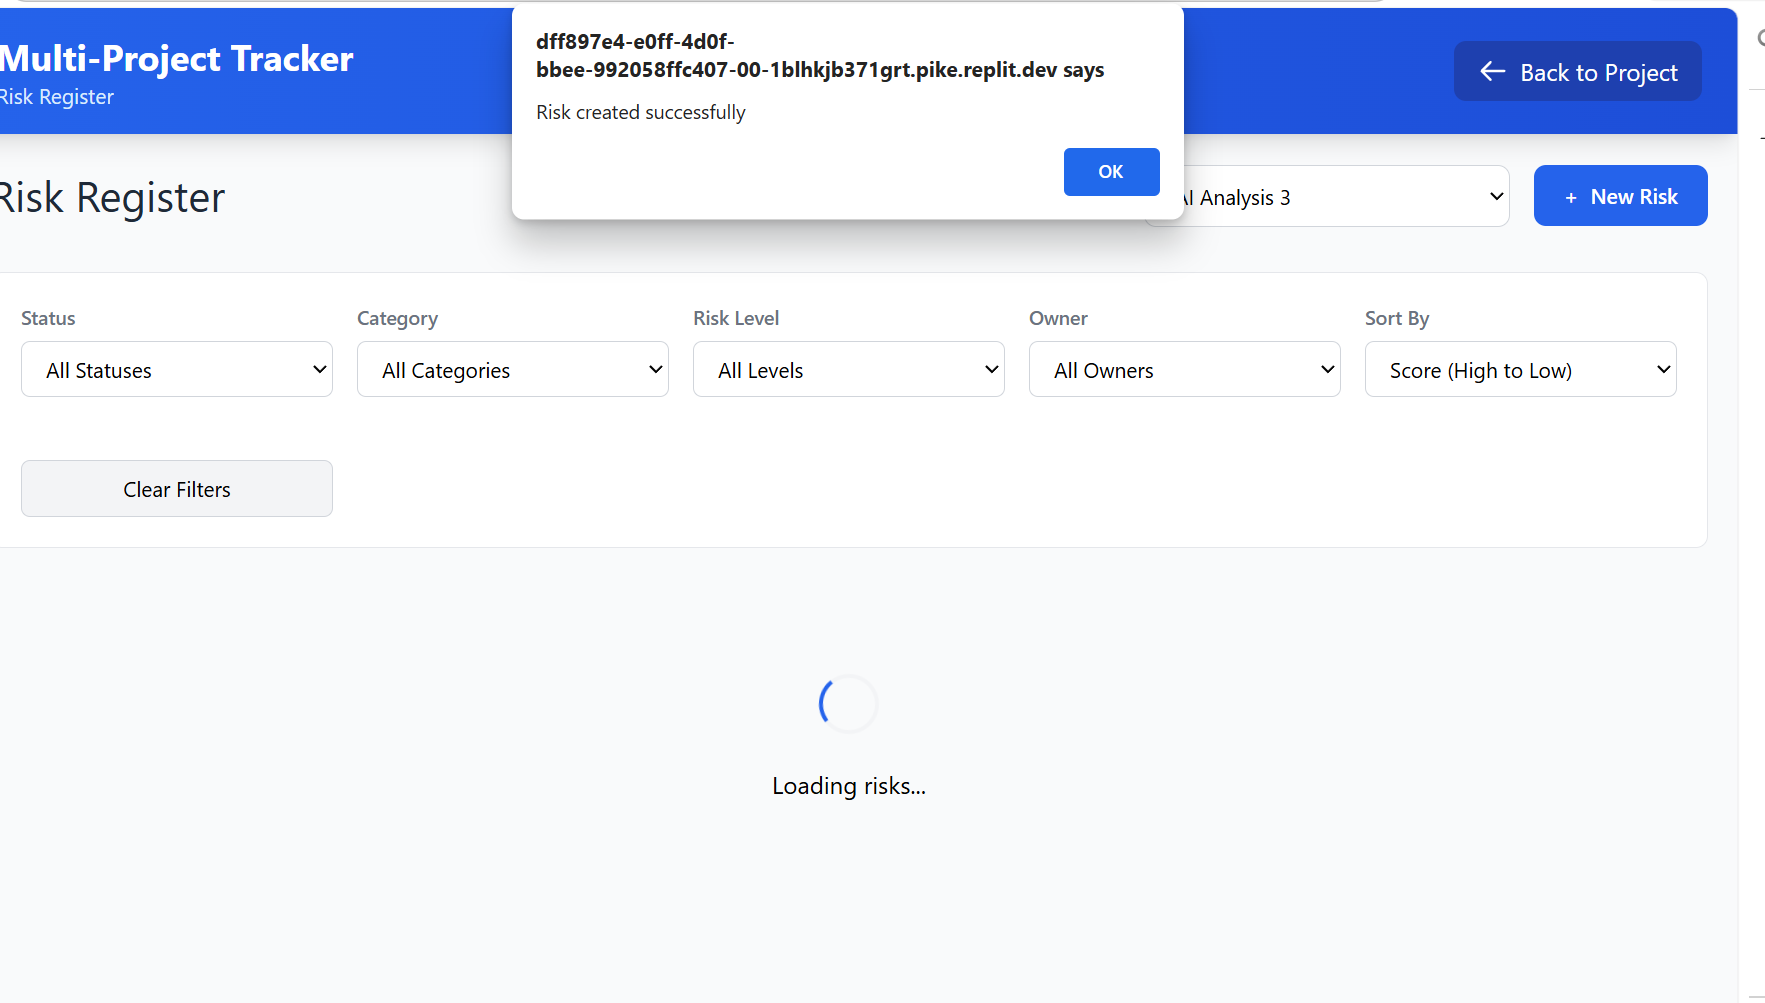 dff897e4-e0ff-4d0f-
bbee-992058ffc407-00-1blhkjb371grt.pike.replit.dev says
Risk created successfully
OK
Multi-Project Tracker
Risk Register
← Back to Project
Risk Register
AI Analysis 3
+ New Risk
Status
Category
Risk Level
Owner
Sort By
All Statuses
All Categories
All Levels
All Owners
Score (High to Low)
Clear Filters
Loading risks...